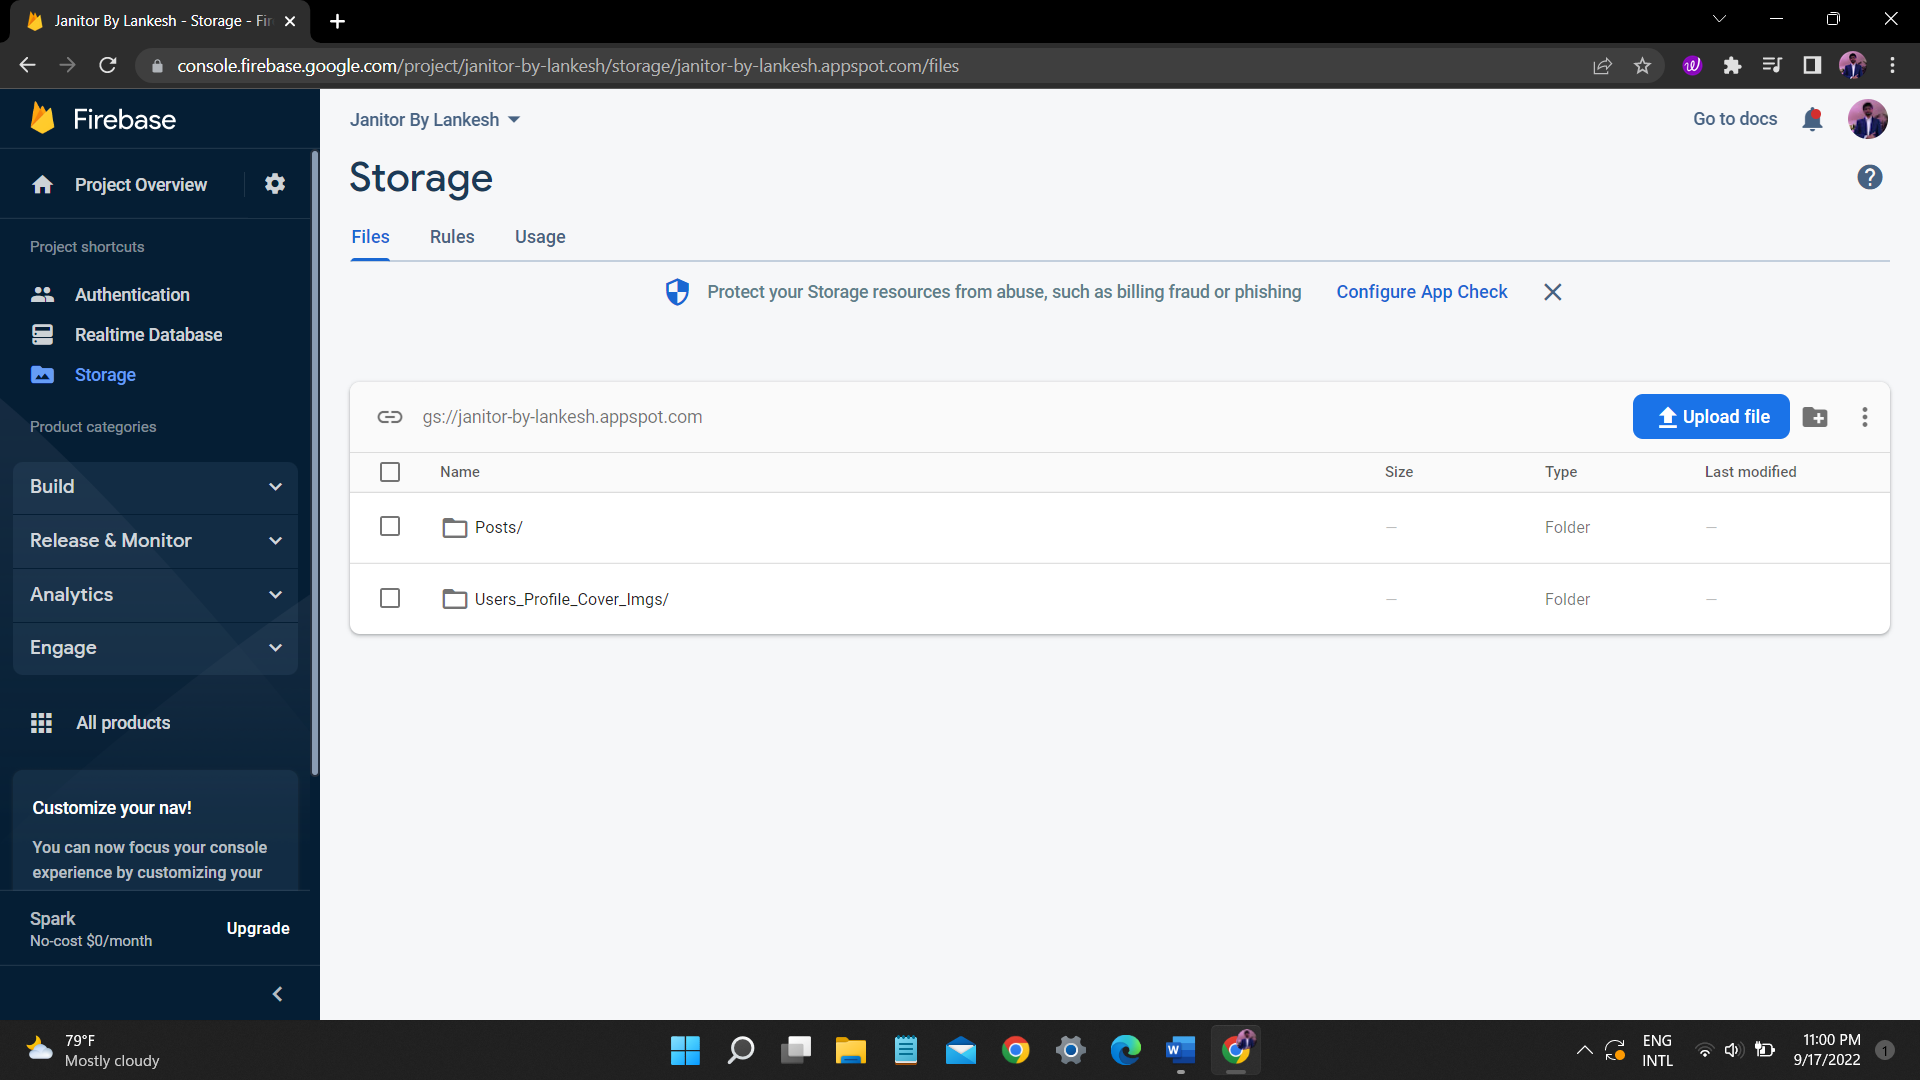 Janitor By Lankesh - Storage - Fir
console.firebase.google.com/project/janitor-by-lankesh/storage/janitor-by-lankesh.appspot.com/files
Firebase
Project Overview
Project shortcuts
Authentication
Realtime Database
Storage
Product categories
Build
Release & Monitor
Analytics
Engage
All products
Customize your nav!
You can now focus your console
experience by customizing your
Spark
No-cost $0/month
Upgrade
Janitor By Lankesh
Go to docs
Storage
Files Rules Usage
Protect your Storage resources from abuse, such as billing fraud or phishing Configure App Check
gs://janitor-by-lankesh.appspot.com
Upload file
Name Size Type Last modified
Posts/ — Folder —
Users_Profile_Cover_Imgs/ — Folder —
79°F
Mostly cloudy
ENG
INTL
11:00 PM
9/17/2022
1